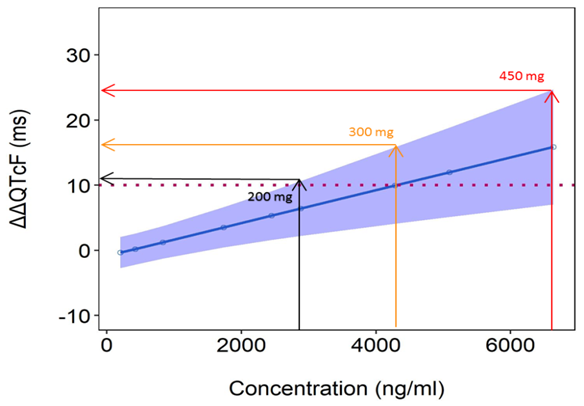 30
450 mg
20
300 mg
10
200 mg
0
-10
ΔΔQTcF (ms)
0 2000 4000 6000
Concentration (ng/ml)